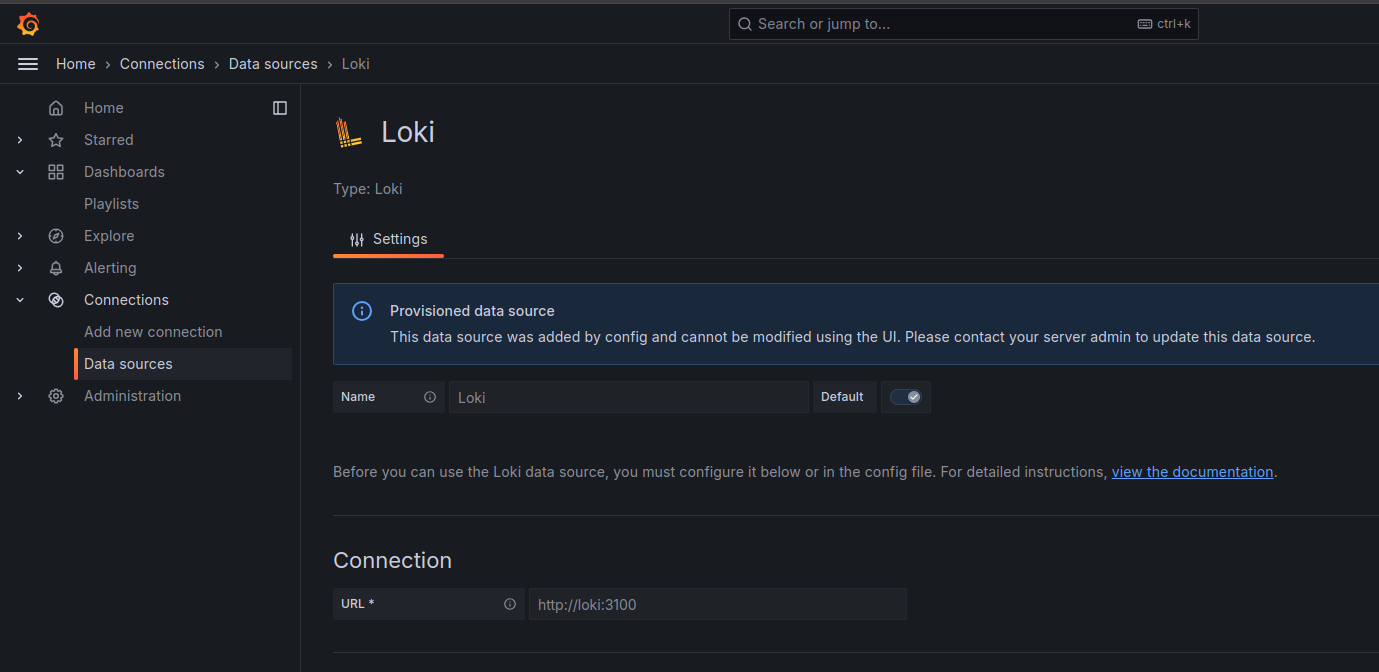 Search or jump to... ctrl+k
Home › Connections › Data sources › Loki
Home
Starred
Dashboards
Playlists
Explore
Alerting
Connections
Add new connection
Data sources
Administration
Loki
Type: Loki
Settings
Provisioned data source
This data source was added by config and cannot be modified using the UI. Please contact your server admin to update this data source.
Name Loki Default
Before you can use the Loki data source, you must configure it below or in the config file. For detailed instructions, view the documentation.
Connection
URL * http://loki:3100